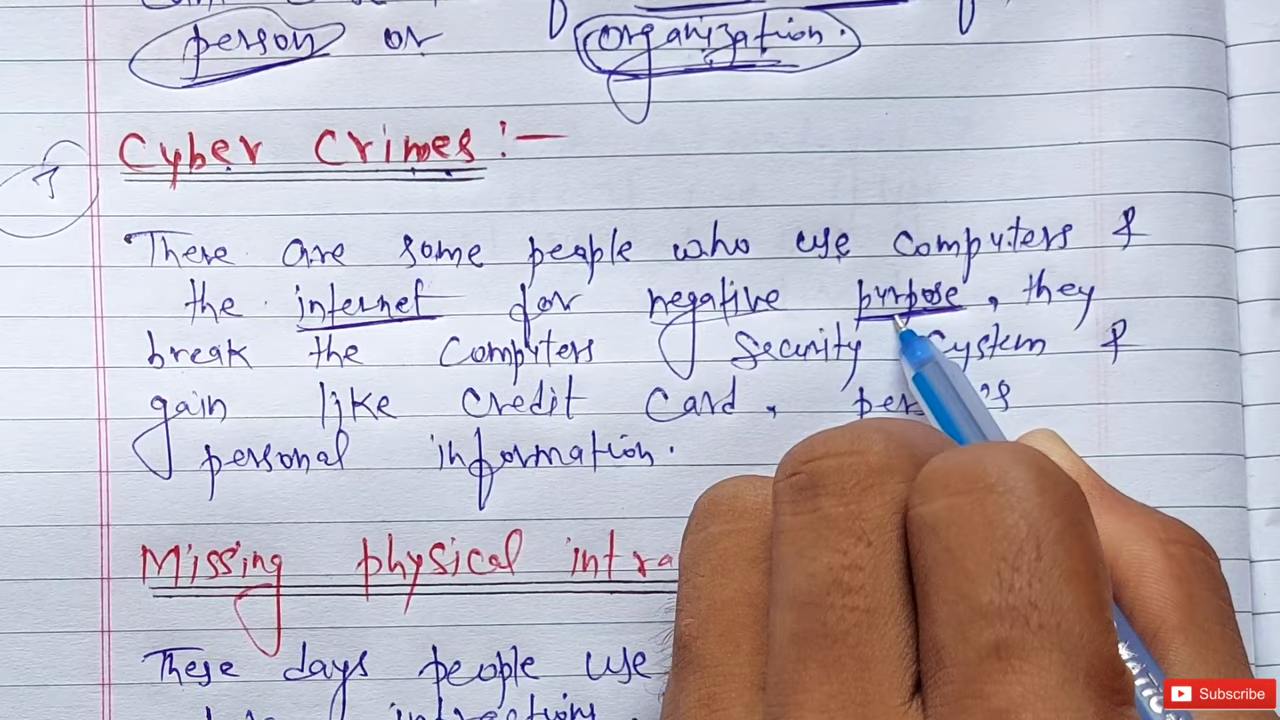 person or organization.
Cyber Crimes :-
There are some people who use computers &
the internet for negative purpose, they
break the computers security system &
gain like credit card,
personal information.
Missing physical
These days people use
Subscribe